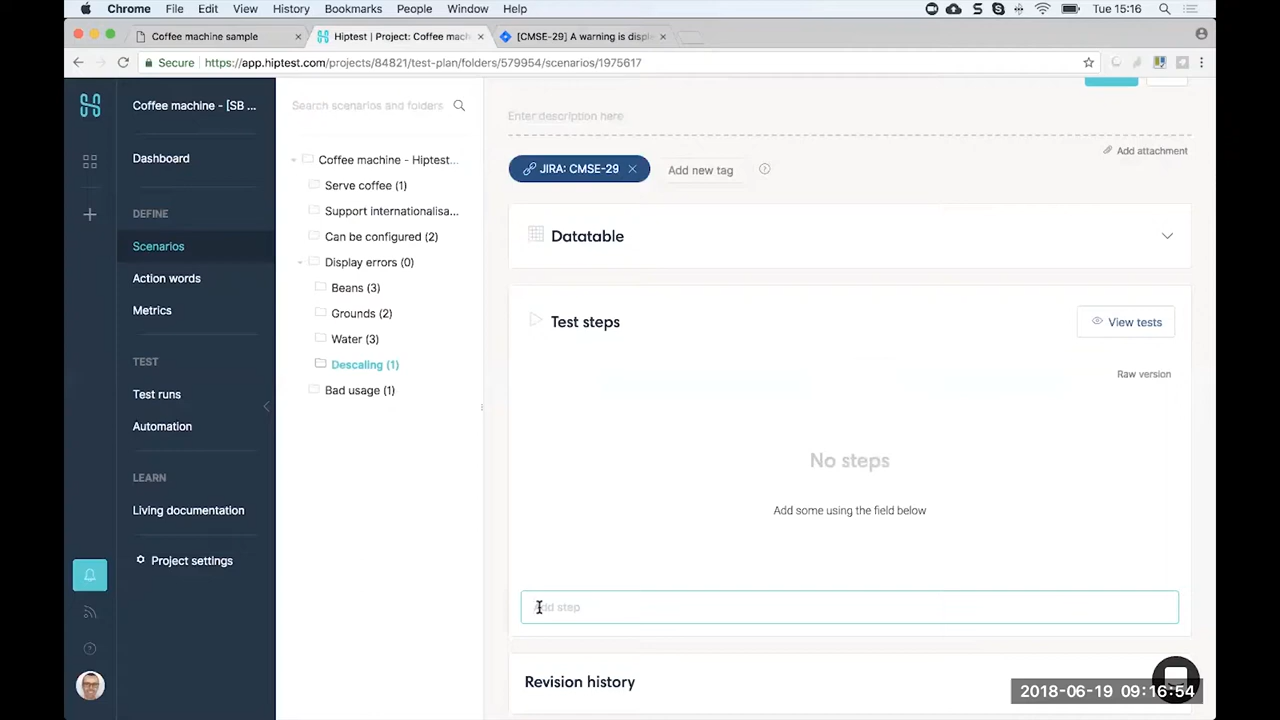 Chrome File Edit View History Bookmarks People Window Help Tue 15:16
Coffee machine sample
Hiptest | Project: Coffee mach
[CMSE-29] A warning is displ
Secure https://app.hiptest.com/projects/84821/test-plan/folders/579954/scenarios/1975617
Coffee machine - [SB ...
Dashboard
DEFINE
Scenarios
Action words
Metrics
TEST
Test runs
Automation
LEARN
Living documentation
Project settings
Search scenarios and folders
Coffee machine - Hiptest...
Serve coffee (1)
Support internationalisa...
Can be configured (2)
Display errors (0)
Beans (3)
Grounds (2)
Water (3)
Descaling (1)
Bad usage (1)
Enter description here
Add attachment
JIRA: CMSE-29
Add new tag
Datatable
Test steps
View tests
Raw version
No steps
Add some using the field below
Add step
Revision history
2018-06-19 09:16:54